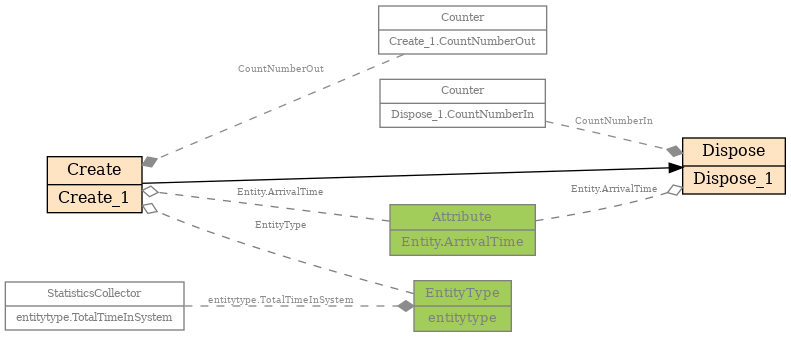 Counter
Create_1.CountNumberOut
CountNumberOut
Counter
Dispose_1.CountNumberIn
CountNumberIn
Dispose
Dispose_1
Create
Create_1
Entity.ArrivalTime
Entity.ArrivalTime
Attribute
Entity.ArrivalTime
EntityType
EntityType
entitytype
StatisticsCollector
entitytype.TotalTimeInSystem
entitytype.TotalTimeInSystem